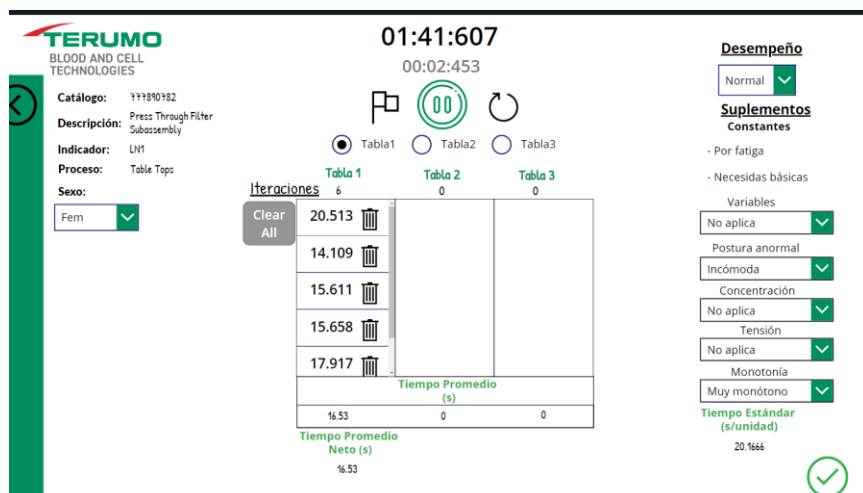 TERUMO
BLOOD AND CELL
TECHNOLOGIES
01:41:607
00:02:453
Catálogo: 777890782
Descripción: Press Through Filter
Subassembly
Indicador: LN1
Proceso: Table Tops
Sexo:
Fem
Tabla1 Tabla2 Tabla3
Iteraciones
Tabla 1 Tabla 2 Tabla 3
6 0 0
Clear
All
20.513
14.109
15.611
15.658
17.917
Tiempo Promedio
(s)
16.53 0 0
Tiempo Promedio
Neto (s)
16.53
Desempeño
Normal
Suplementos
Constantes
- Por fatiga
- Necesidas básicas
Variables
No aplica
Postura anormal
Incómoda
Concentración
No aplica
Tensión
No aplica
Monotonía
Muy monótono
Tiempo Estándar
(s/unidad)
20.1666